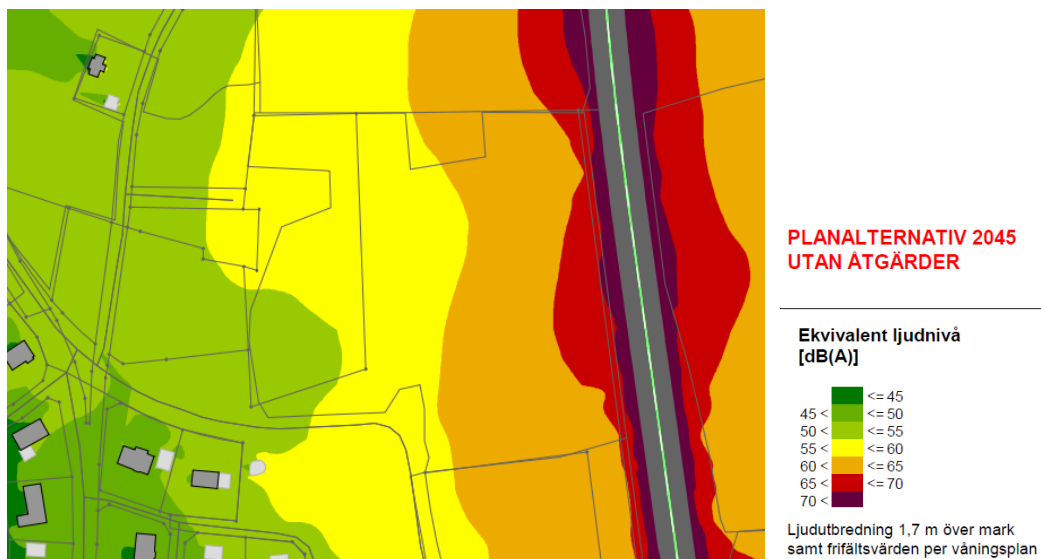 PLANALTERNATIV 2045
UTAN ÅTGÄRDER
Ekvivalent ljudnivå
[dB(A)]
<= 45
45 < <= 50
50 < <= 55
55 < <= 60
60 < <= 65
65 < <= 70
70 <
Ljudutbredning 1,7 m över mark
samt frifältsvärden per våningsplan